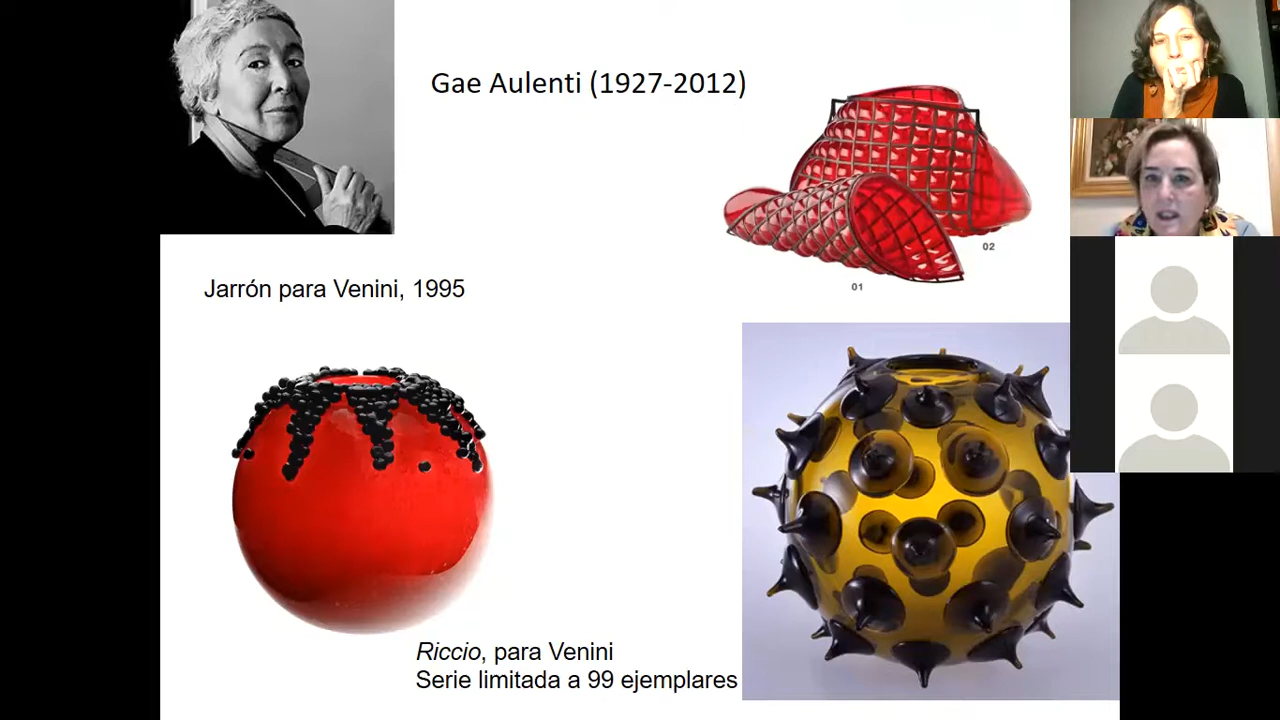 Gae Aulenti (1927-2012)
02
01
Jarrón para Venini, 1995
Riccio, para Venini
Serie limitada a 99 ejemplares